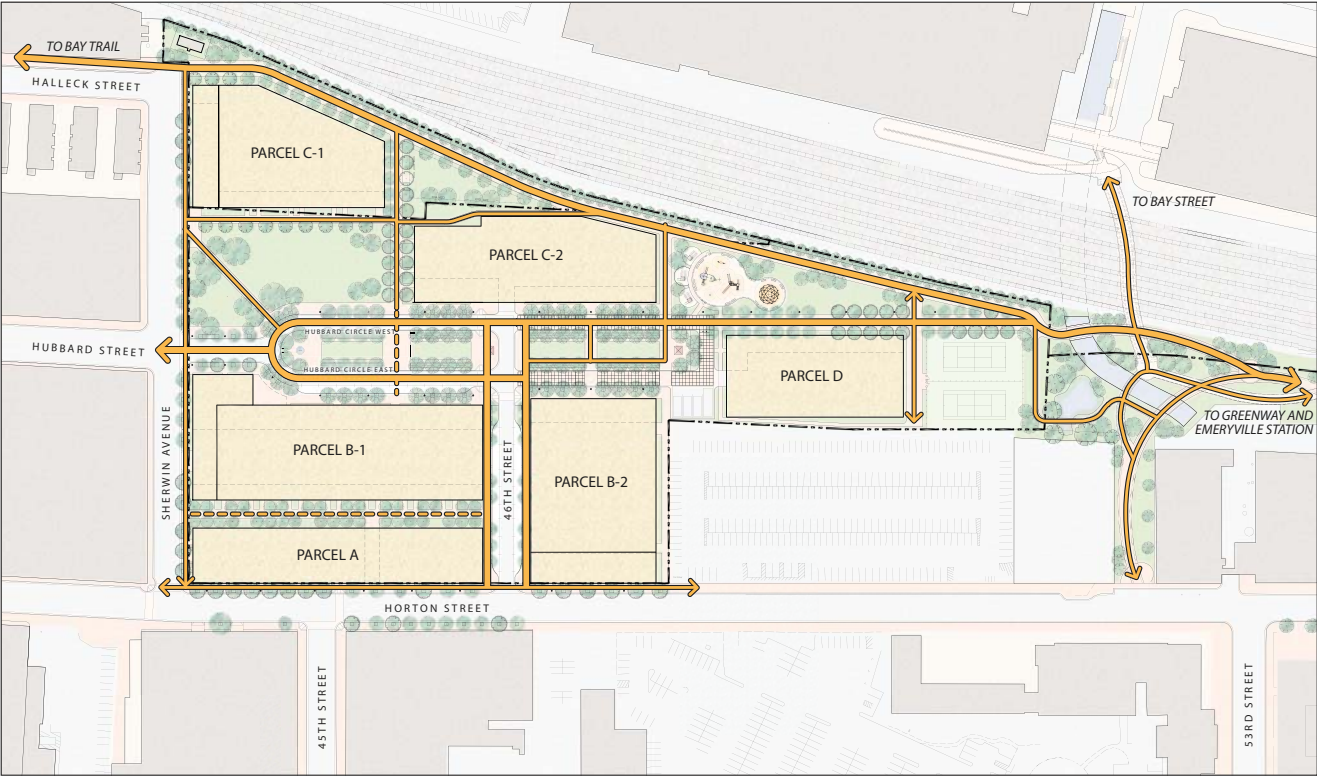 TO BAY TRAIL
HALLECK STREET
PARCEL C-1
TO BAY STREET
PARCEL C-2
HUBBARD CIRCLE WEST
HUBBARD STREET
HUBBARD CIRCLE EAST
PARCEL D
TO GREENWAY AND
EMERYVILLE STATION
SHERWIN AVENUE
PARCEL B-1
46TH STREET
PARCEL B-2
PARCEL A
HORTON STREET
45TH STREET
53RD STREET